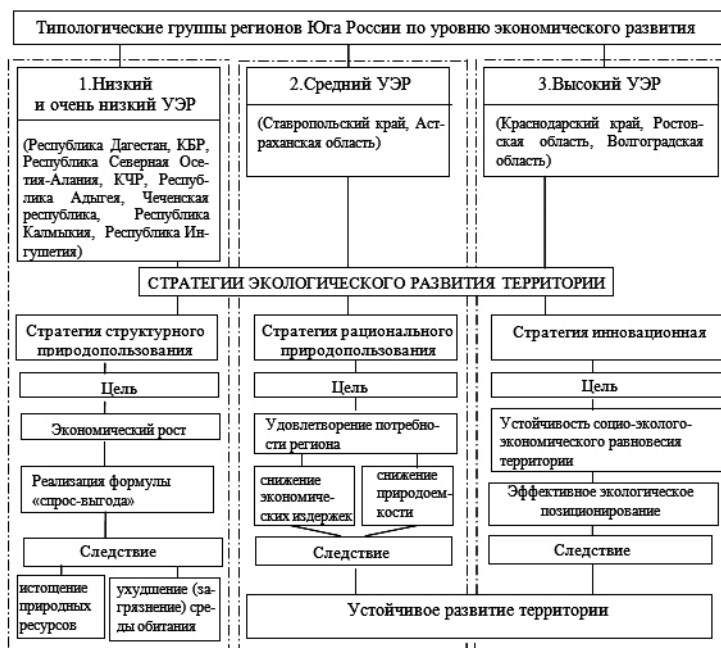 Типологические группы регионов Юга России по уровню экономического развития
1.Низкий
и очень низкий УЭР
(Республика Дагестан, КБР,
Республика Северная Осе-
тия-Алания, КЧР, Респуб-
лика Адыгея, Чеченская
республика, Республика
Калмыкия, Республика Ин-
гушетия)
2.Средний УЭР
(Ставропольский край, Аст-
раханская область)
3.Высокий УЭР
(Краснодарский край, Ростов-
ская область, Волгоградская
область)
СТРАТЕГИИ ЭКОЛОГИЧЕСКОГО РАЗВИТИЯ ТЕРРИТОРИИ
Стратегия структурного
природопользования
Цель
Экономический рост
Реализация формулы
«спрос-выгода»
Следствие
истощение
природных
ресурсов
ухудшение (за-
грязнение) сре-
ды обитания
Стратегия рационального
природопользования
Цель
Удовлетворение потребно-
сти региона
снижение
экономичес-
ских издержек
снижение
природоем-
кости
Следствие
Стратегия инновационная
Цель
Устойчивость социо-эколого-
экономического равновесия
территории
Эффективное экологическое
позиционирование
Следствие
Устойчивое развитие территории